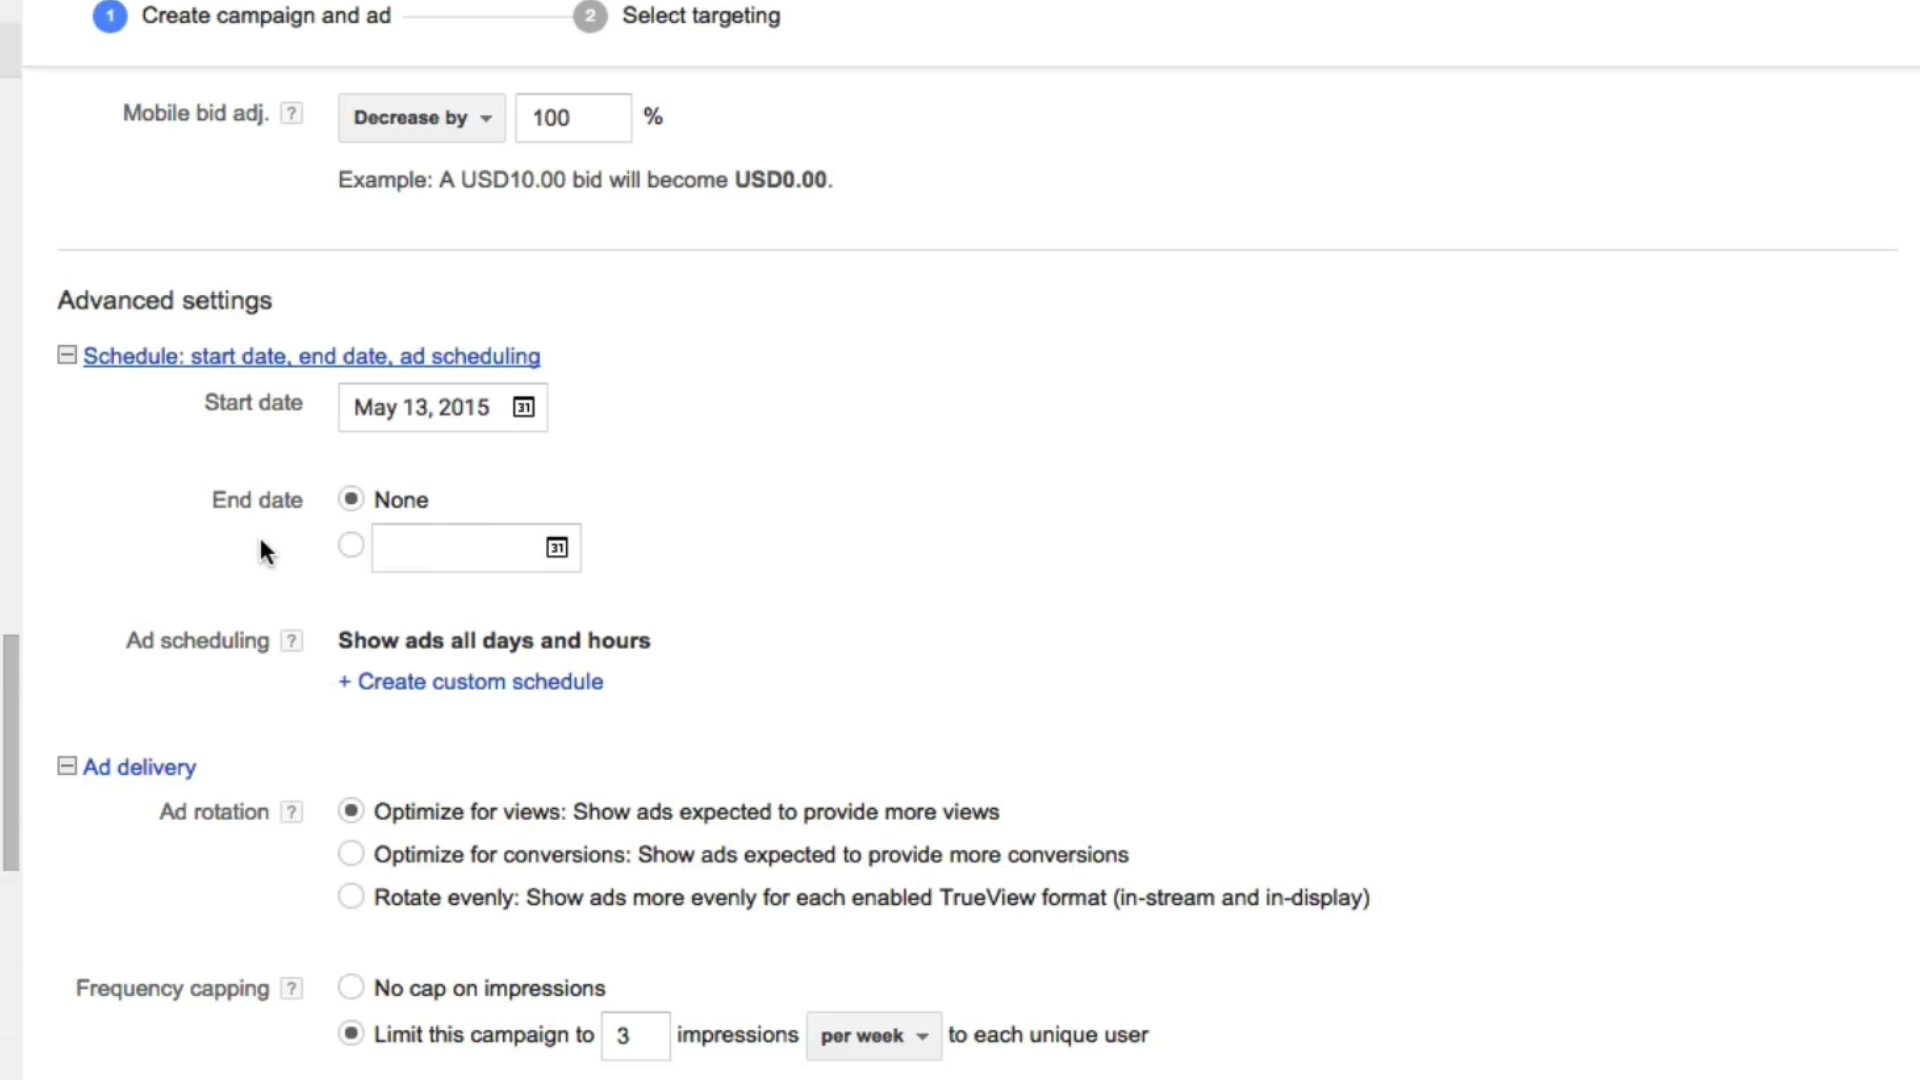 1 Create campaign and ad 2 Select targeting
Mobile bid adj. ? Decrease by 100 %
Example: A USD10.00 bid will become USD0.00.
Advanced settings
Schedule: start date, end date, ad scheduling
Start date May 13, 2015 31
End date None
31
Ad scheduling ? Show ads all days and hours
+ Create custom schedule
Ad delivery
Ad rotation ? Optimize for views: Show ads expected to provide more views
Optimize for conversions: Show ads expected to provide more conversions
Rotate evenly: Show ads more evenly for each enabled TrueView format (in-stream and in-display)
Frequency capping ? No cap on impressions
Limit this campaign to 3 impressions per week to each unique user